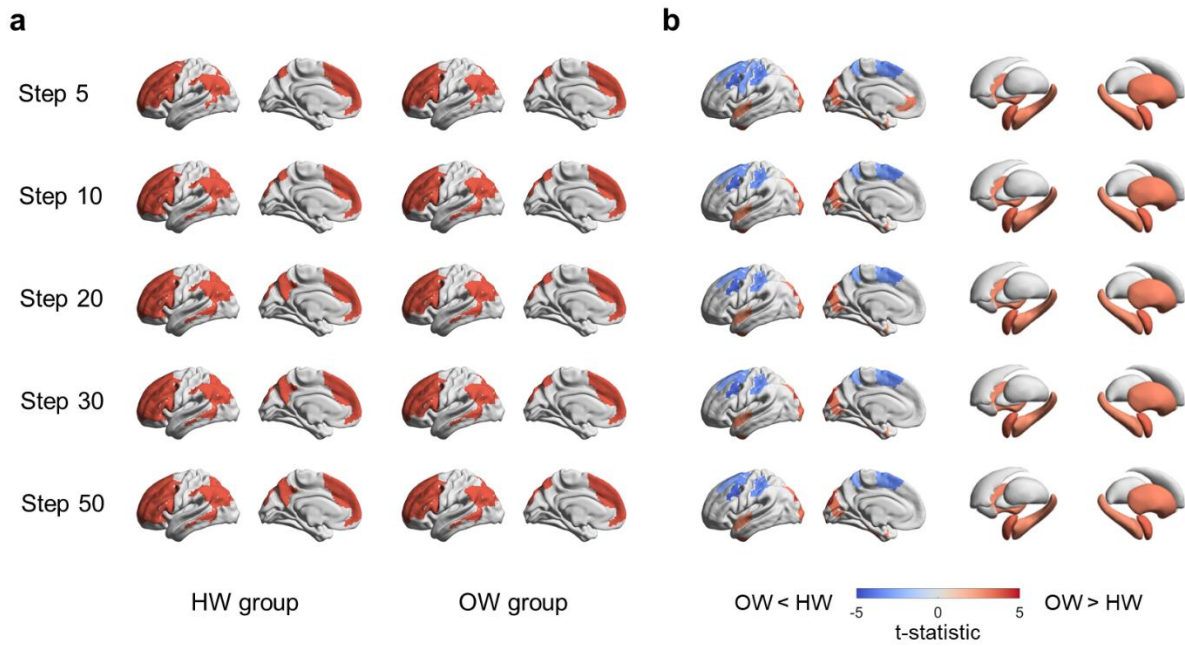 a
b
Step 5
Step 10
Step 20
Step 30
Step 50
HW group
OW group
OW < HW
OW > HW
-5
0
5
t-statistic